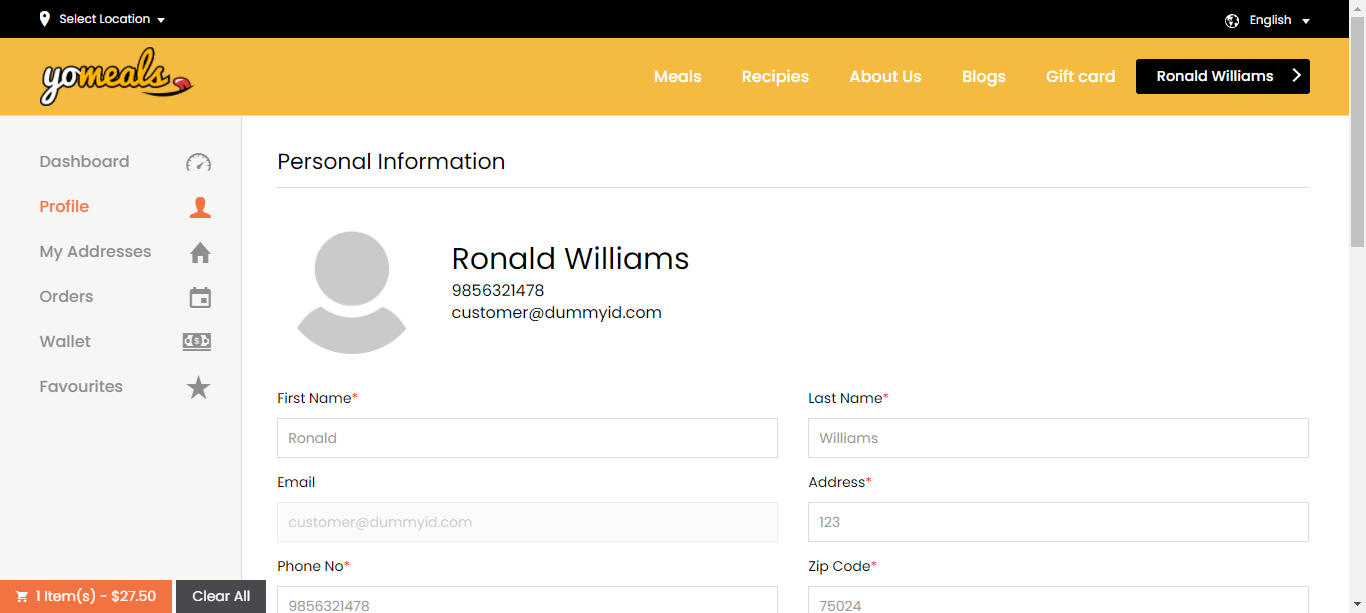 Select Location
English
yomeals
Meals Recipies About Us Blogs Gift card Ronald Williams
Dashboard
Profile
My Addresses
Orders
Wallet
Favourites
Personal Information
Ronald Williams
9856321478
customer@dummyid.com
First Name* Last Name*
Ronald Williams
Email Address*
customer@dummyid.com 123
Phone No* Zip Code*
9856321478 75024
1 Item(s) - $27.50 Clear All